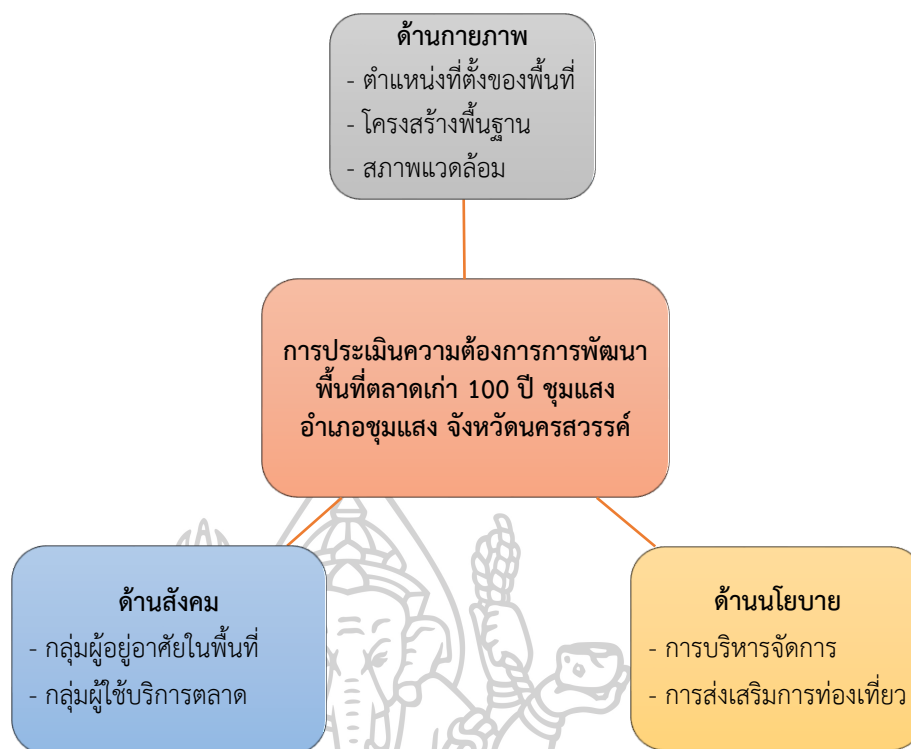 ด้านกายภาพ
- ตำแหน่งที่ตั้งของพื้นที่
- โครงสร้างพื้นฐาน
- สภาพแวดล้อม
การประเมินความต้องการการพัฒนา
พื้นที่ตลาดเก่า 100 ปี ชุมแสง
อำเภอชุมแสง จังหวัดนครสวรรค์
ด้านสังคม
- กลุ่มผู้อยู่อาศัยในพื้นที่
- กลุ่มผู้ใช้บริการตลาด
ด้านนโยบาย
- การบริหารจัดการ
- การส่งเสริมการท่องเที่ยว